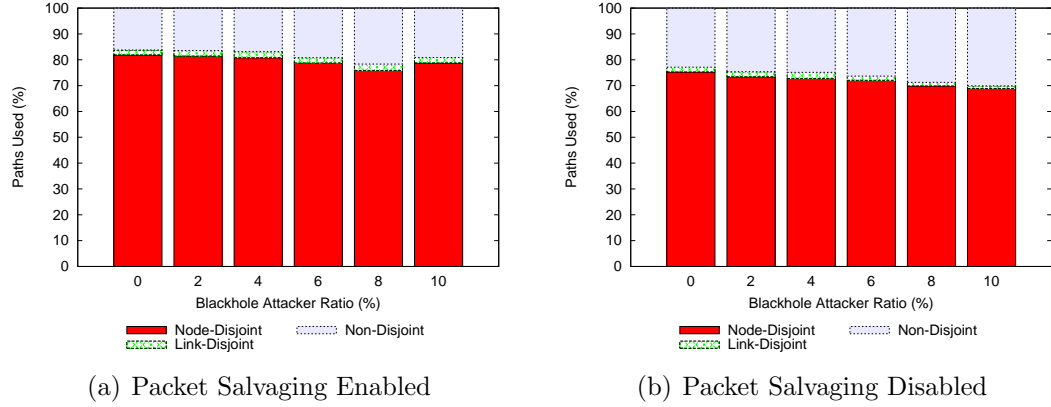 100
90
80
70
60
50
40
30
20
10
0
Paths Used (%)
0 2 4 6 8 10
Blackhole Attacker Ratio (%)
Node-Disjoint Non-Disjoint
Link-Disjoint
(a) Packet Salvaging Enabled
100
90
80
70
60
50
40
30
20
10
0
Paths Used (%)
0 2 4 6 8 10
Blackhole Attacker Ratio (%)
Node-Disjoint Non-Disjoint
Link-Disjoint
(b) Packet Salvaging Disabled